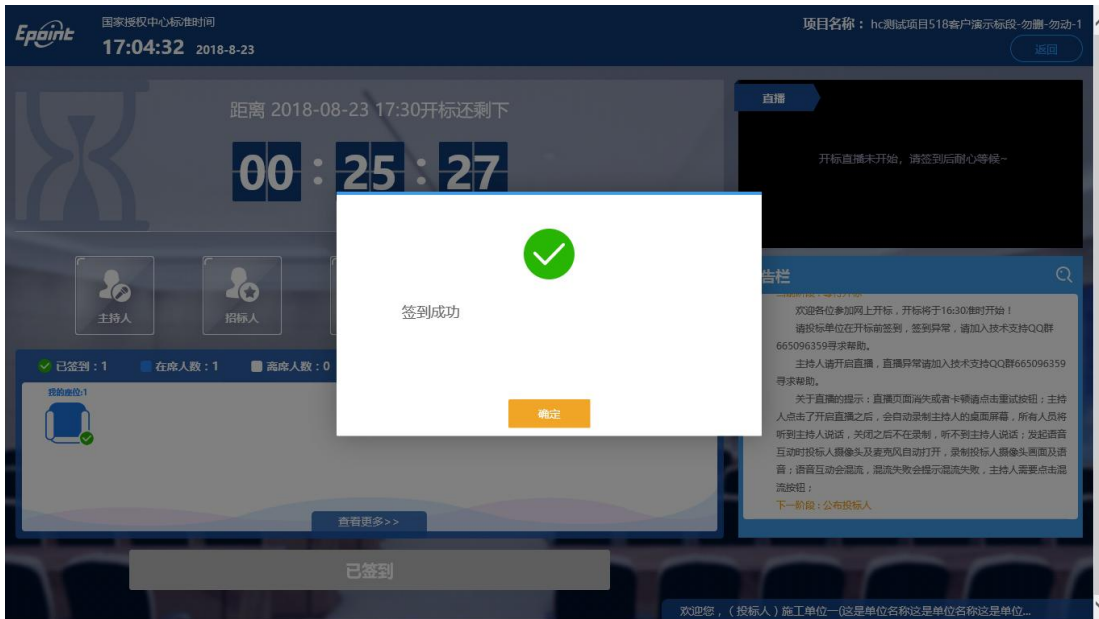 Epoint
国家授权中心标准时间
17:04:32 2018-8-23
项目名称：hc测试项目518客户演示标段-勿删-勿动-1
返回
距离 2018-08-23 17:30开标还剩下
00 : 25 : 27
直播
开标直播未开始，请签到后耐心等候~
签到成功
确定
主持人
招标人
告栏
欢迎各位参加网上开标，开标将于16:30准时开始！
请投标单位在开标前签到，签到异常，请加入技术支持QQ群
665096359寻求帮助。
主持人请开启直播，直播异常请加入技术支持QQ群665096359
寻求帮助。
关于直播的提示：直播页面消失或者卡顿请点击重试按钮；主持
人点击了开启直播之后，会自动录制主持人的桌面屏幕，所有人员将
听到主持人说话，关闭之后不在录制，听不到主持人说话；发起语音
互动时投标人摄像头及麦克风自动打开，录制投标人摄像头画面及语
音；语音互动会混流，混流失败会提示混流失败，主持人需要点击混
流按钮；
下一阶段：公布投标人
已签到：1 在席人数：1 离席人数：0
我的座位:1
查看更多>>
已签到
欢迎您，（投标人）施工单位一(这是单位名称这是单位名称这是单位...